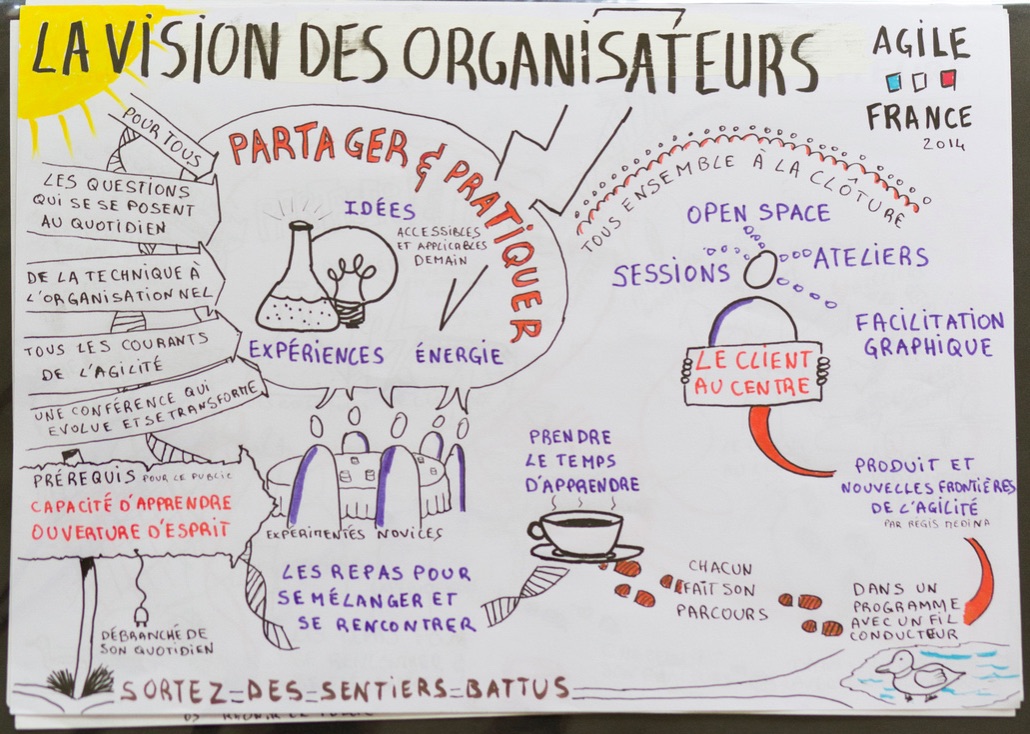 LA VISION DES ORGANISATEURS
AGILE
FRANCE
2014
POUR TOUS
LES QUESTIONS
QUI SE SE POSENT
AU QUOTIDIEN
DE LA TECHNIQUE À
L'ORGANISATIONNEL
TOUS LES COURANTS
DE L'AGILITÉ
UNE CONFÉRENCE QUI
EVOLUE ET SE TRANSFORME
PRÉREQUIS POUR LE PUBLIC
CAPACITÉ D'APPRENDRE
OUVERTURE D'ESPRIT
DÉBRANCHÉ DE
SON QUOTIDIEN
PARTAGER & PRATIQUER
IDÉES
ACCESSIBLES
ET APPLICABLES
DEMAIN
EXPÉRIENCES
ÉNERGIE
EXPÉRIMENTÉS NOVICES
LES REPAS POUR
SE MÉLANGER ET
SE RENCONTRER
PRENDRE
LE TEMPS
D'APPRENDRE
TOUS ENSEMBLE À LA CLÔTURE
OPEN SPACE
SESSIONS
ATELIERS
FACILITATION
GRAPHIQUE
LE CLIENT
AU CENTRE
PRODUIT ET
NOUVELLES FRONTIÈRES
DE L'AGILITÉ
PAR REGIS MEDINA
CHACUN
FAIT SON
PARCOURS
DANS UN
PROGRAMME
AVEC UN FIL
CONDUCTEUR
SORTEZ DES SENTIERS BATTUS